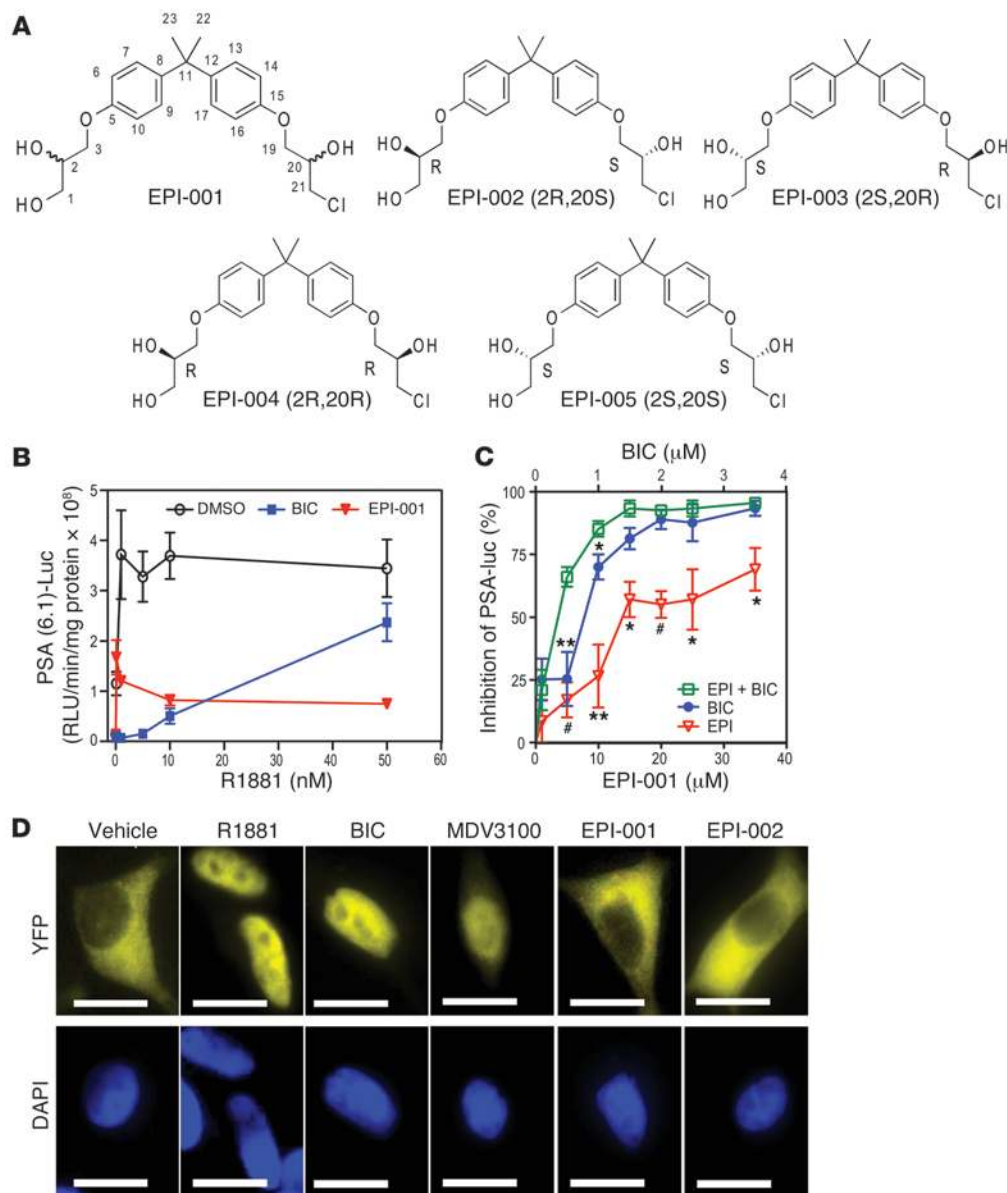 A
23 22
7 8 12 13
6 11 14
5 9 17 15
10 16
O O
HO 3 19 OH
2 20
1 21
HO Cl
EPI-001
O O
HO R S OH
HO Cl
EPI-002 (2R,20S)
O O
HO S R OH
HO Cl
EPI-003 (2S,20R)
O O
HO R R OH
HO Cl
EPI-004 (2R,20R)
O O
HO S S OH
HO Cl
EPI-005 (2S,20S)
B
DMSO BIC EPI-001
PSA (6.1)-Luc
(RLU/min/mg protein × 10⁸)
5
4
3
2
1
0
0 10 20 30 40 50 60
R1881 (nM)
C
BIC (μM)
0 1 2 3 4
Inhibition of PSA-luc (%)
100
75
50
25
0
*
**
* # * *
# **
EPI + BIC
BIC
EPI
0 10 20 30 40
EPI-001 (μM)
D
Vehicle R1881 BIC MDV3100 EPI-001 EPI-002
YFP
DAPI